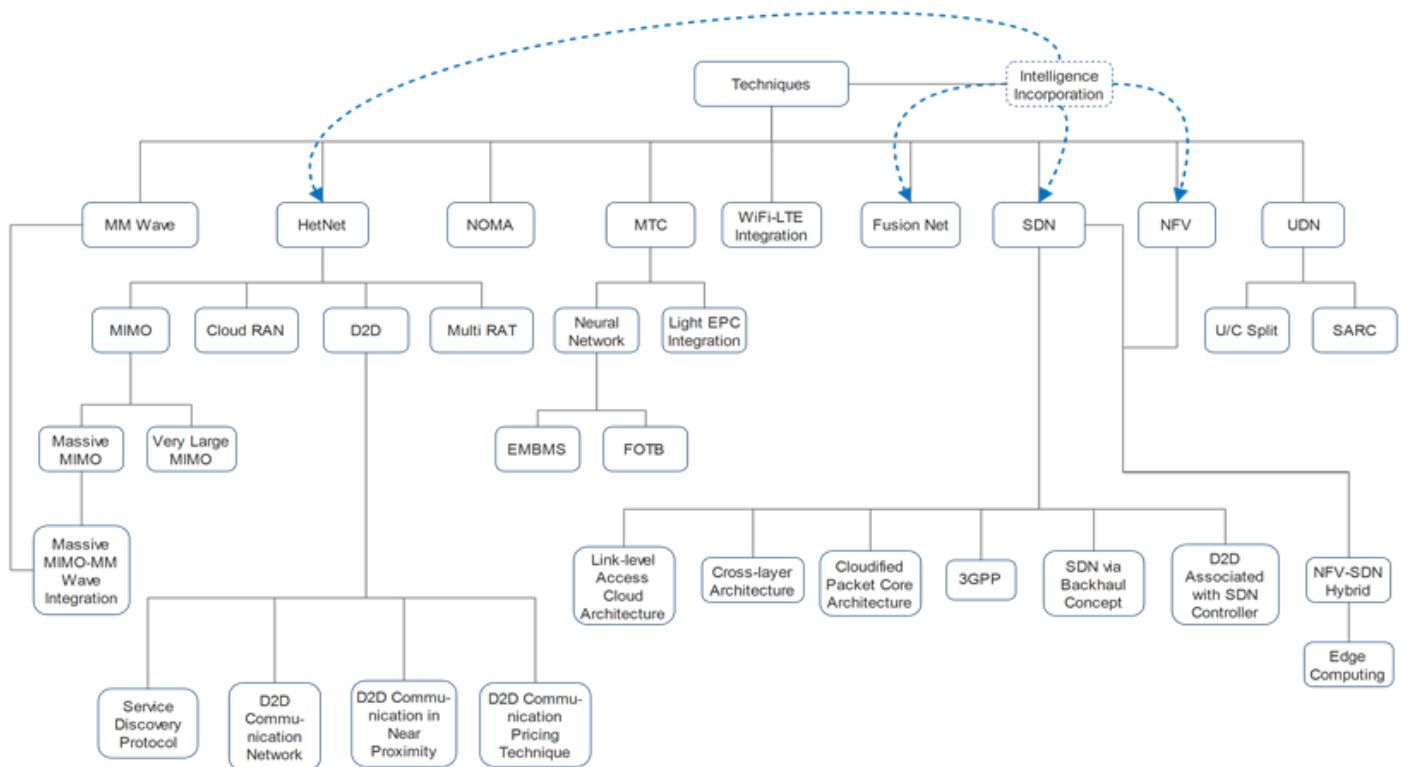 Techniques
Intelligence
Incorporation
MM Wave
HetNet
NOMA
MTC
WiFi-LTE
Integration
Fusion Net
SDN
NFV
UDN
MIMO
Cloud RAN
D2D
Multi RAT
Neural
Network
Light EPC
Integration
U/C Split
SARC
Massive
MIMO
Very Large
MIMO
EMBMS
FOTB
Massive
MIMO-MM
Wave
Integration
Link-level
Access
Cloud
Architecture
Cross-layer
Architecture
Cloudified
Packet Core
Architecture
3GPP
SDN via
Backhaul
Concept
D2D
Associated
with SDN
Controller
NFV-SDN
Hybrid
Edge
Computing
Service
Discovery
Protocol
D2D
Commu-
nication
Network
D2D Commu-
nication in
Near
Proximity
D2D Commu-
nication
Pricing
Technique